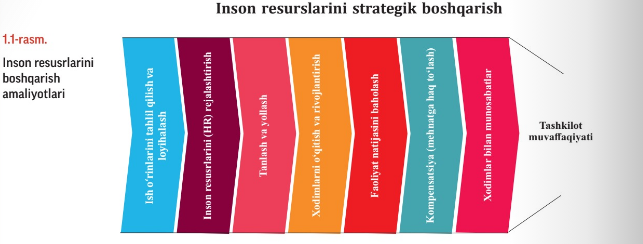 Inson resurslarini strategik boshqarish
1.1-rasm.
Inson resusrlarini
boshqarish
amaliyotlari
Ish o‘rinlarini tahlil qilish va
loyihalash
Inson resusrlarini (HR) rejalashtirish
Tanlash va yollash
Xodimlarni o‘qitish va rivojlantirish
Faoliyat natijasini baholash
Kompensatsiya (mehnatga haq to‘lash)
Xodimlar bilan munosabatlar
Tashkilot
muvaffaqiyati